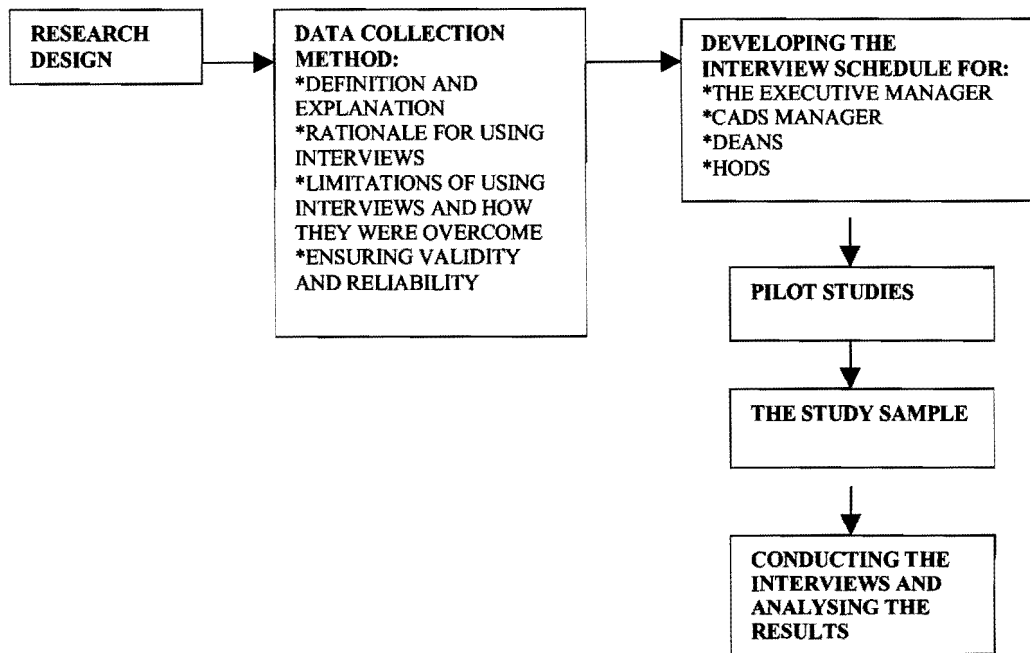 RESEARCH
DESIGN
DATA COLLECTION
METHOD:
*DEFINITION AND
EXPLANATION
*RATIONALE FOR USING
INTERVIEWS
*LIMITATIONS OF USING
INTERVIEWS AND HOW
THEY WERE OVERCOME
*ENSURING VALIDITY
AND RELIABILITY
DEVELOPING THE
INTERVIEW SCHEDULE FOR:
*THE EXECUTIVE MANAGER
*CADS MANAGER
*DEANS
*HODS
PILOT STUDIES
THE STUDY SAMPLE
CONDUCTING THE
INTERVIEWS AND
ANALYSING THE
RESULTS